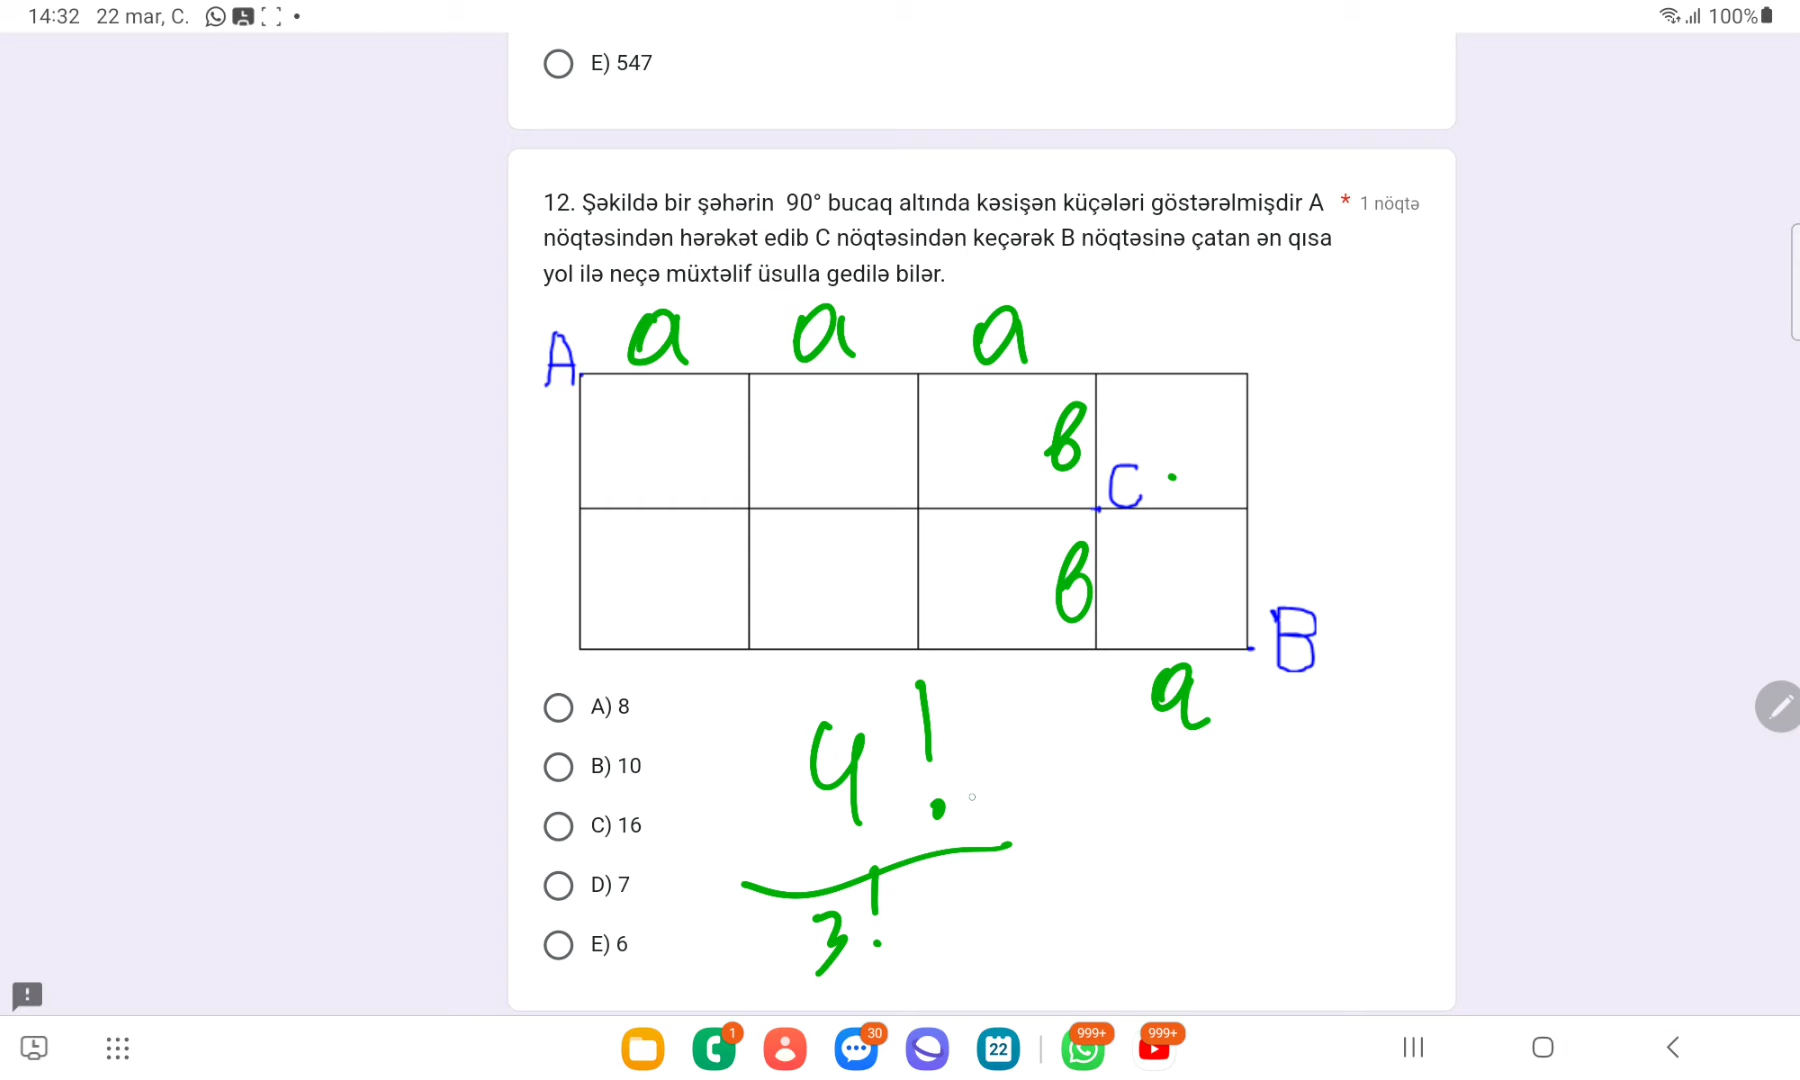 14:32 22 mar, C. 100%
E) 547
12. Şəkildə bir şəhərin 90° bucaq altında kəsişən küçələri göstərəlmişdir A * 1 nöqtə
nöqtəsindən hərəkət edib C nöqtəsindən keçərək B nöqtəsinə çatan ən qısa
yol ilə neçə müxtəlif üsulla gedilə bilər.
a a a
A
в
C
в
B
a
A) 8
4!
B) 10
C) 16
D) 7
3!
E) 6
1 30 22 999+ 999+